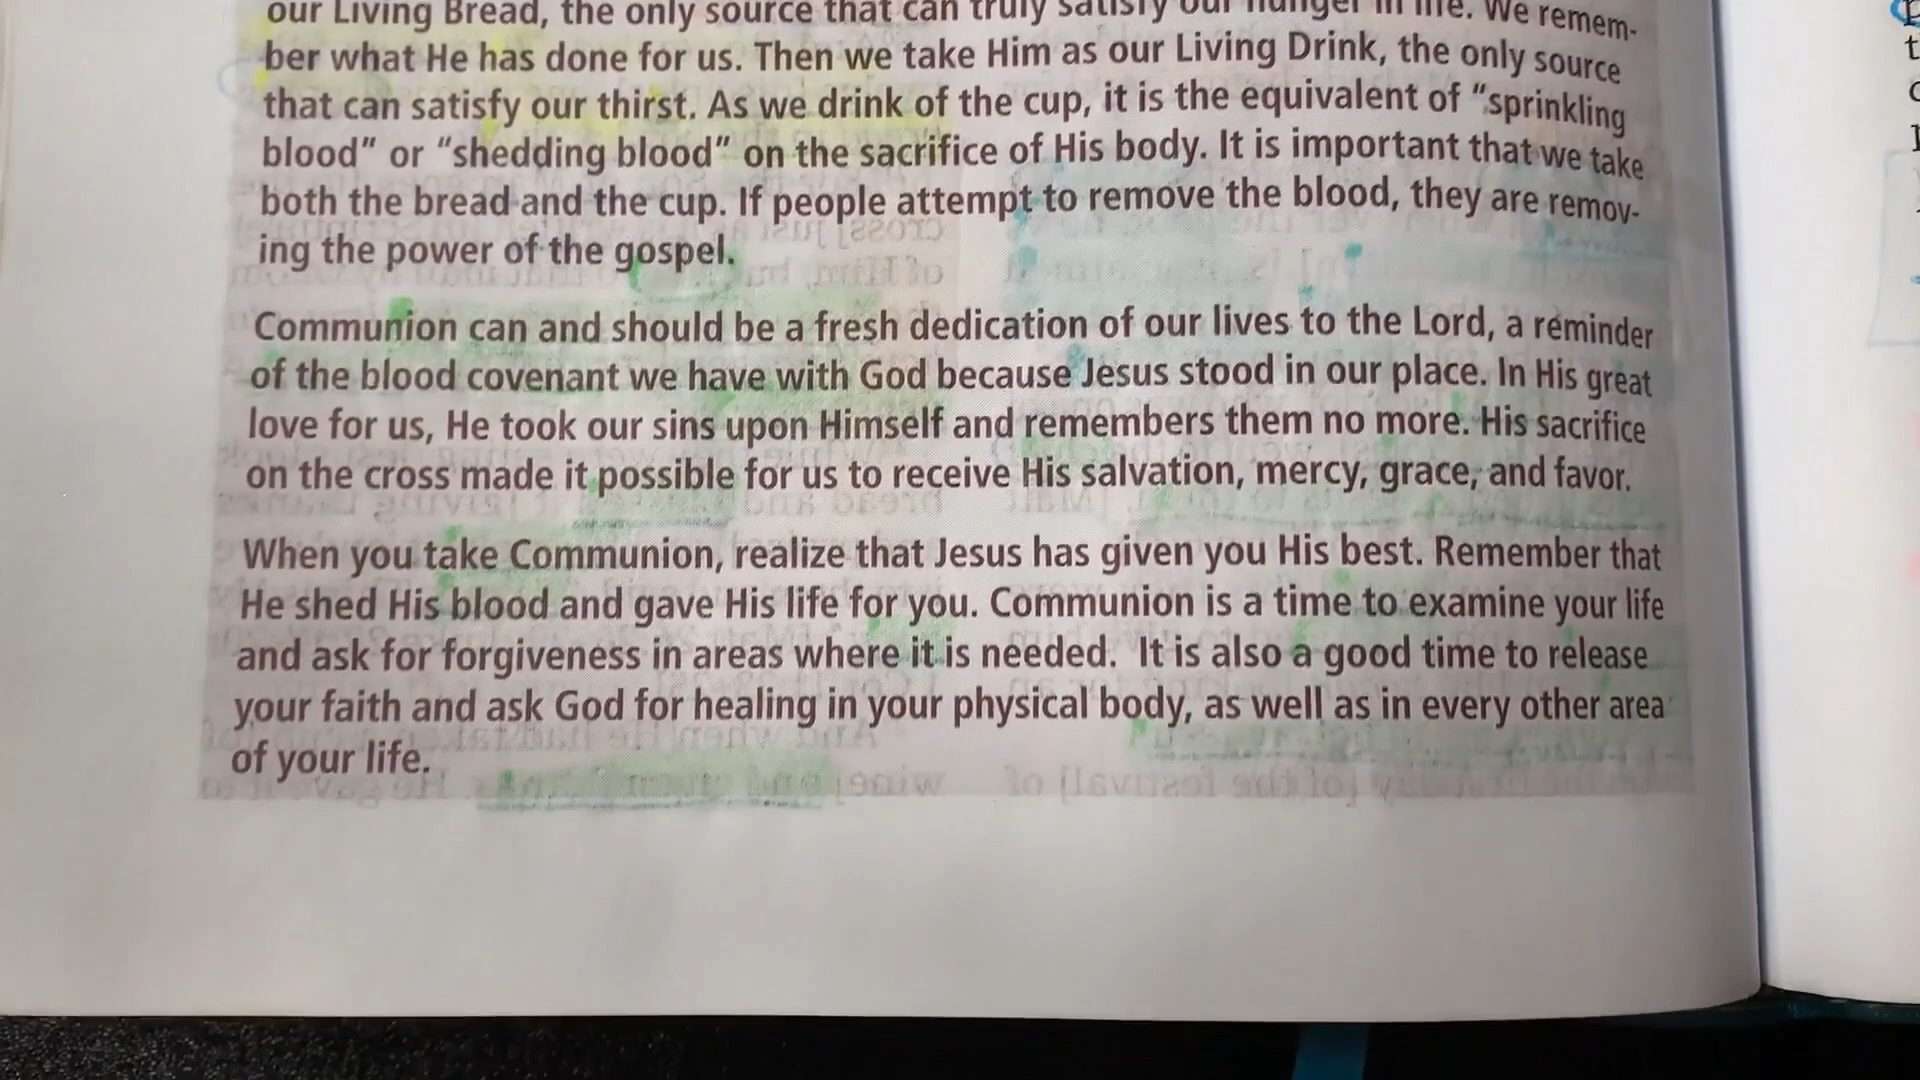 our Living Bread, the only source that can truly satisfy our hunger in life. We remem-
ber what He has done for us. Then we take Him as our Living Drink, the only source
that can satisfy our thirst. As we drink of the cup, it is the equivalent of “sprinkling
blood” or “shedding blood” on the sacrifice of His body. It is important that we take
both the bread and the cup. If people attempt to remove the blood, they are remov-
ing the power of the gospel.
Communion can and should be a fresh dedication of our lives to the Lord, a reminder
of the blood covenant we have with God because Jesus stood in our place. In His great
love for us, He took our sins upon Himself and remembers them no more. His sacrifice
on the cross made it possible for us to receive His salvation, mercy, grace, and favor.
When you take Communion, realize that Jesus has given you His best. Remember that
He shed His blood and gave His life for you. Communion is a time to examine your life
and ask for forgiveness in areas where it is needed. It is also a good time to release
your faith and ask God for healing in your physical body, as well as in every other area
of your life.